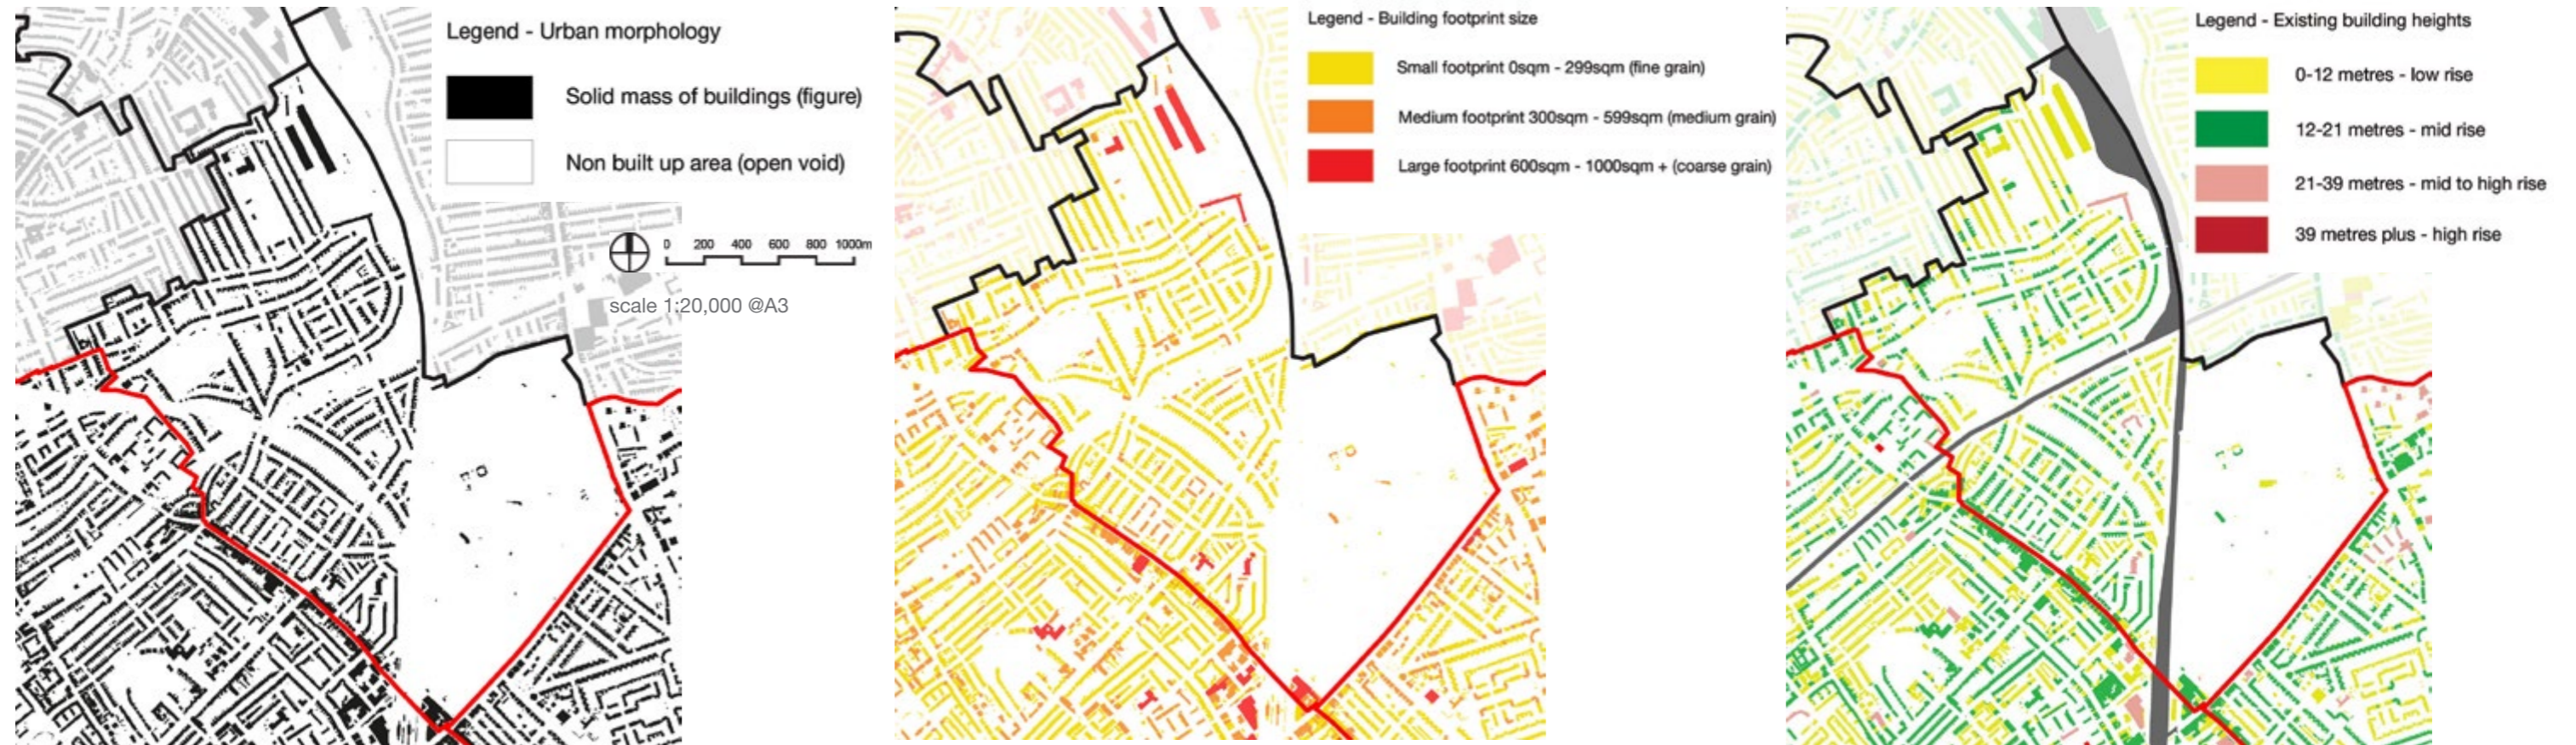 Legend - Urban morphology
Solid mass of buildings (figure)
Non built up area (open void)
0 200 400 600 800 1000m
scale 1:20,000 @A3
Legend - Building footprint size
Small footprint 0sqm - 299sqm (fine grain)
Medium footprint 300sqm - 599sqm (medium grain)
Large footprint 600sqm - 1000sqm + (coarse grain)
Legend - Existing building heights
0-12 metres - low rise
12-21 metres - mid rise
21-39 metres - mid to high rise
39 metres plus - high rise